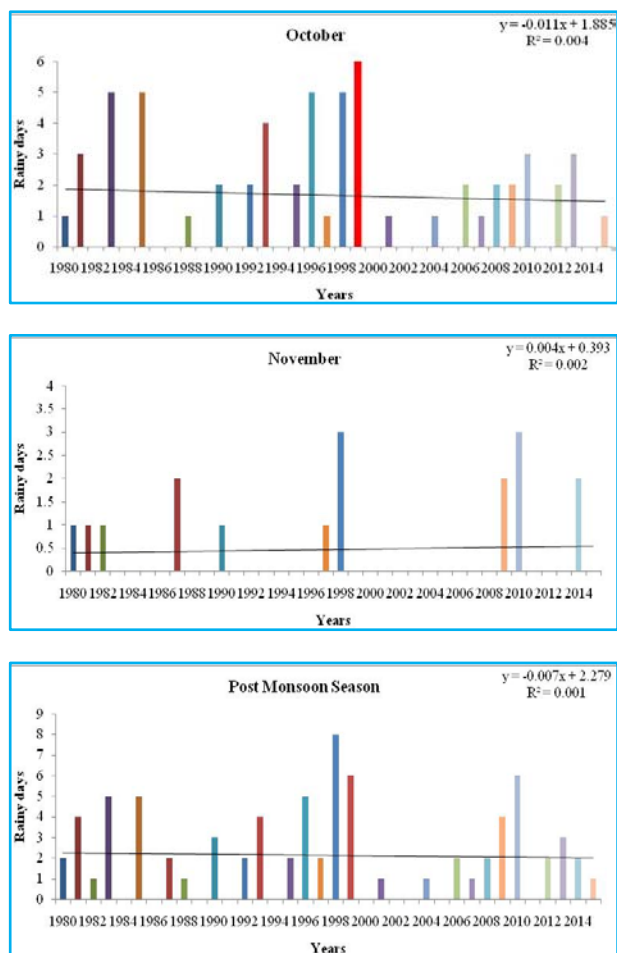 October
y = -0.011x + 1.885
R² = 0.004
6
5
4
3
2
1
0
Rainy days
1980 1982 1984 1986 1988 1990 1992 1994 1996 1998 2000 2002 2004 2006 2008 2010 2012 2014
Years
November
y = 0.004x + 0.393
R² = 0.002
4
3.5
3
2.5
2
1.5
1
0.5
0
Rainy days
1980 1982 1984 1986 1988 1990 1992 1994 1996 1998 2000 2002 2004 2006 2008 2010 2012 2014
Years
Post Monsoon Season
y = -0.007x + 2.279
R² = 0.001
9
8
7
6
5
4
3
2
1
0
Rainy days
1980 1982 1984 1986 1988 1990 1992 1994 1996 1998 2000 2002 2004 2006 2008 2010 2012 2014
Years